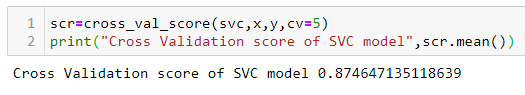 1 scr=cross_val_score(svc,x,y,cv=5)
2 print("Cross Validation score of SVC model",scr.mean())
Cross Validation score of SVC model 0.874647135118639